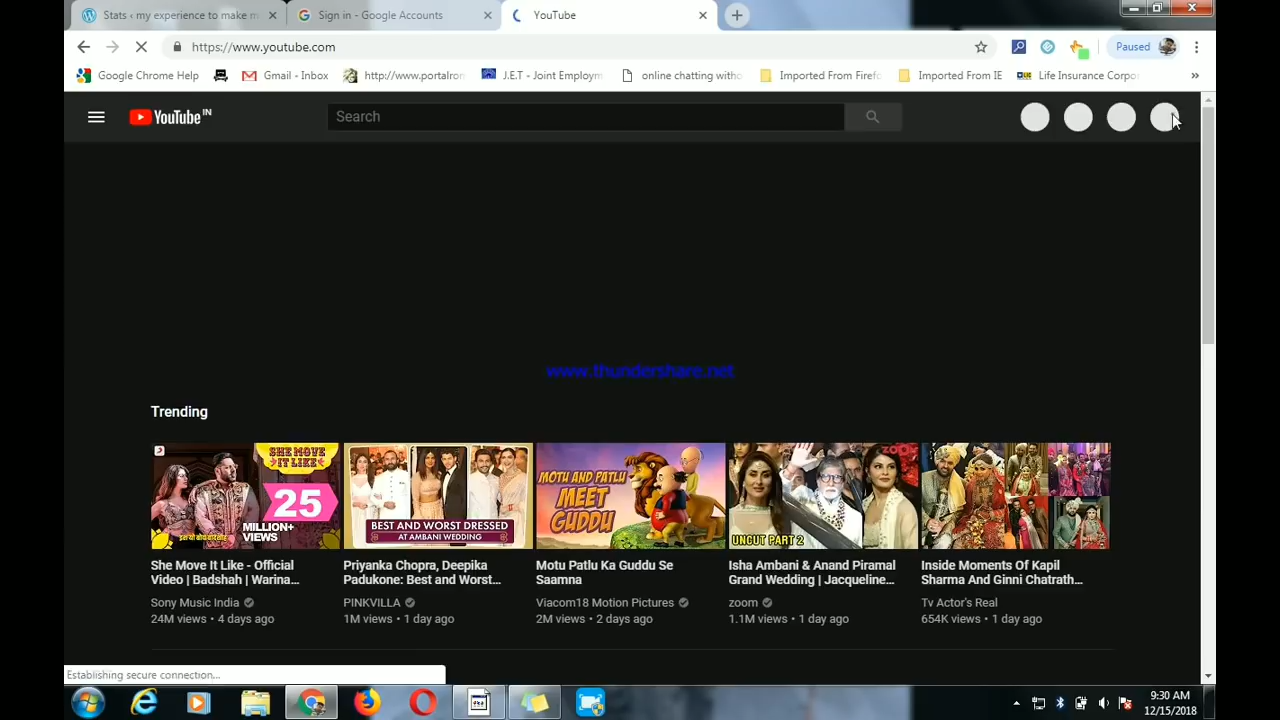 Stats ‹ my experience to make m
Sign in - Google Accounts
YouTube
https://www.youtube.com
Paused
Google Chrome Help
Gmail - Inbox
http://www.portalron
J.E.T - Joint Employm
online chatting witho
Imported From Firefo
Imported From IE
Life Insurance Corpo
YouTube IN
Search
www.thundershare.net
Trending
SHE MOVE
IT LIKE
25
MILLION+
VIEWS
BEST AND WORST DRESSED
AT AMBANI WEDDING
MOTU AND PATLU
MEET
GUDDU
ZOOM
UNCUT PART 2
She Move It Like - Official
Video | Badshah | Warina...
Sony Music India
24M views • 4 days ago
Priyanka Chopra, Deepika
Padukone: Best and Worst...
PINKVILLA
1M views • 1 day ago
Motu Patlu Ka Guddu Se
Saamna
Viacom18 Motion Pictures
2M views • 2 days ago
Isha Ambani & Anand Piramal
Grand Wedding | Jacqueline...
zoom
1.1M views • 1 day ago
Inside Moments Of Kapil
Sharma And Ginni Chatrath...
Tv Actor's Real
654K views • 1 day ago
Establishing secure connection...
9:30 AM
12/15/2018